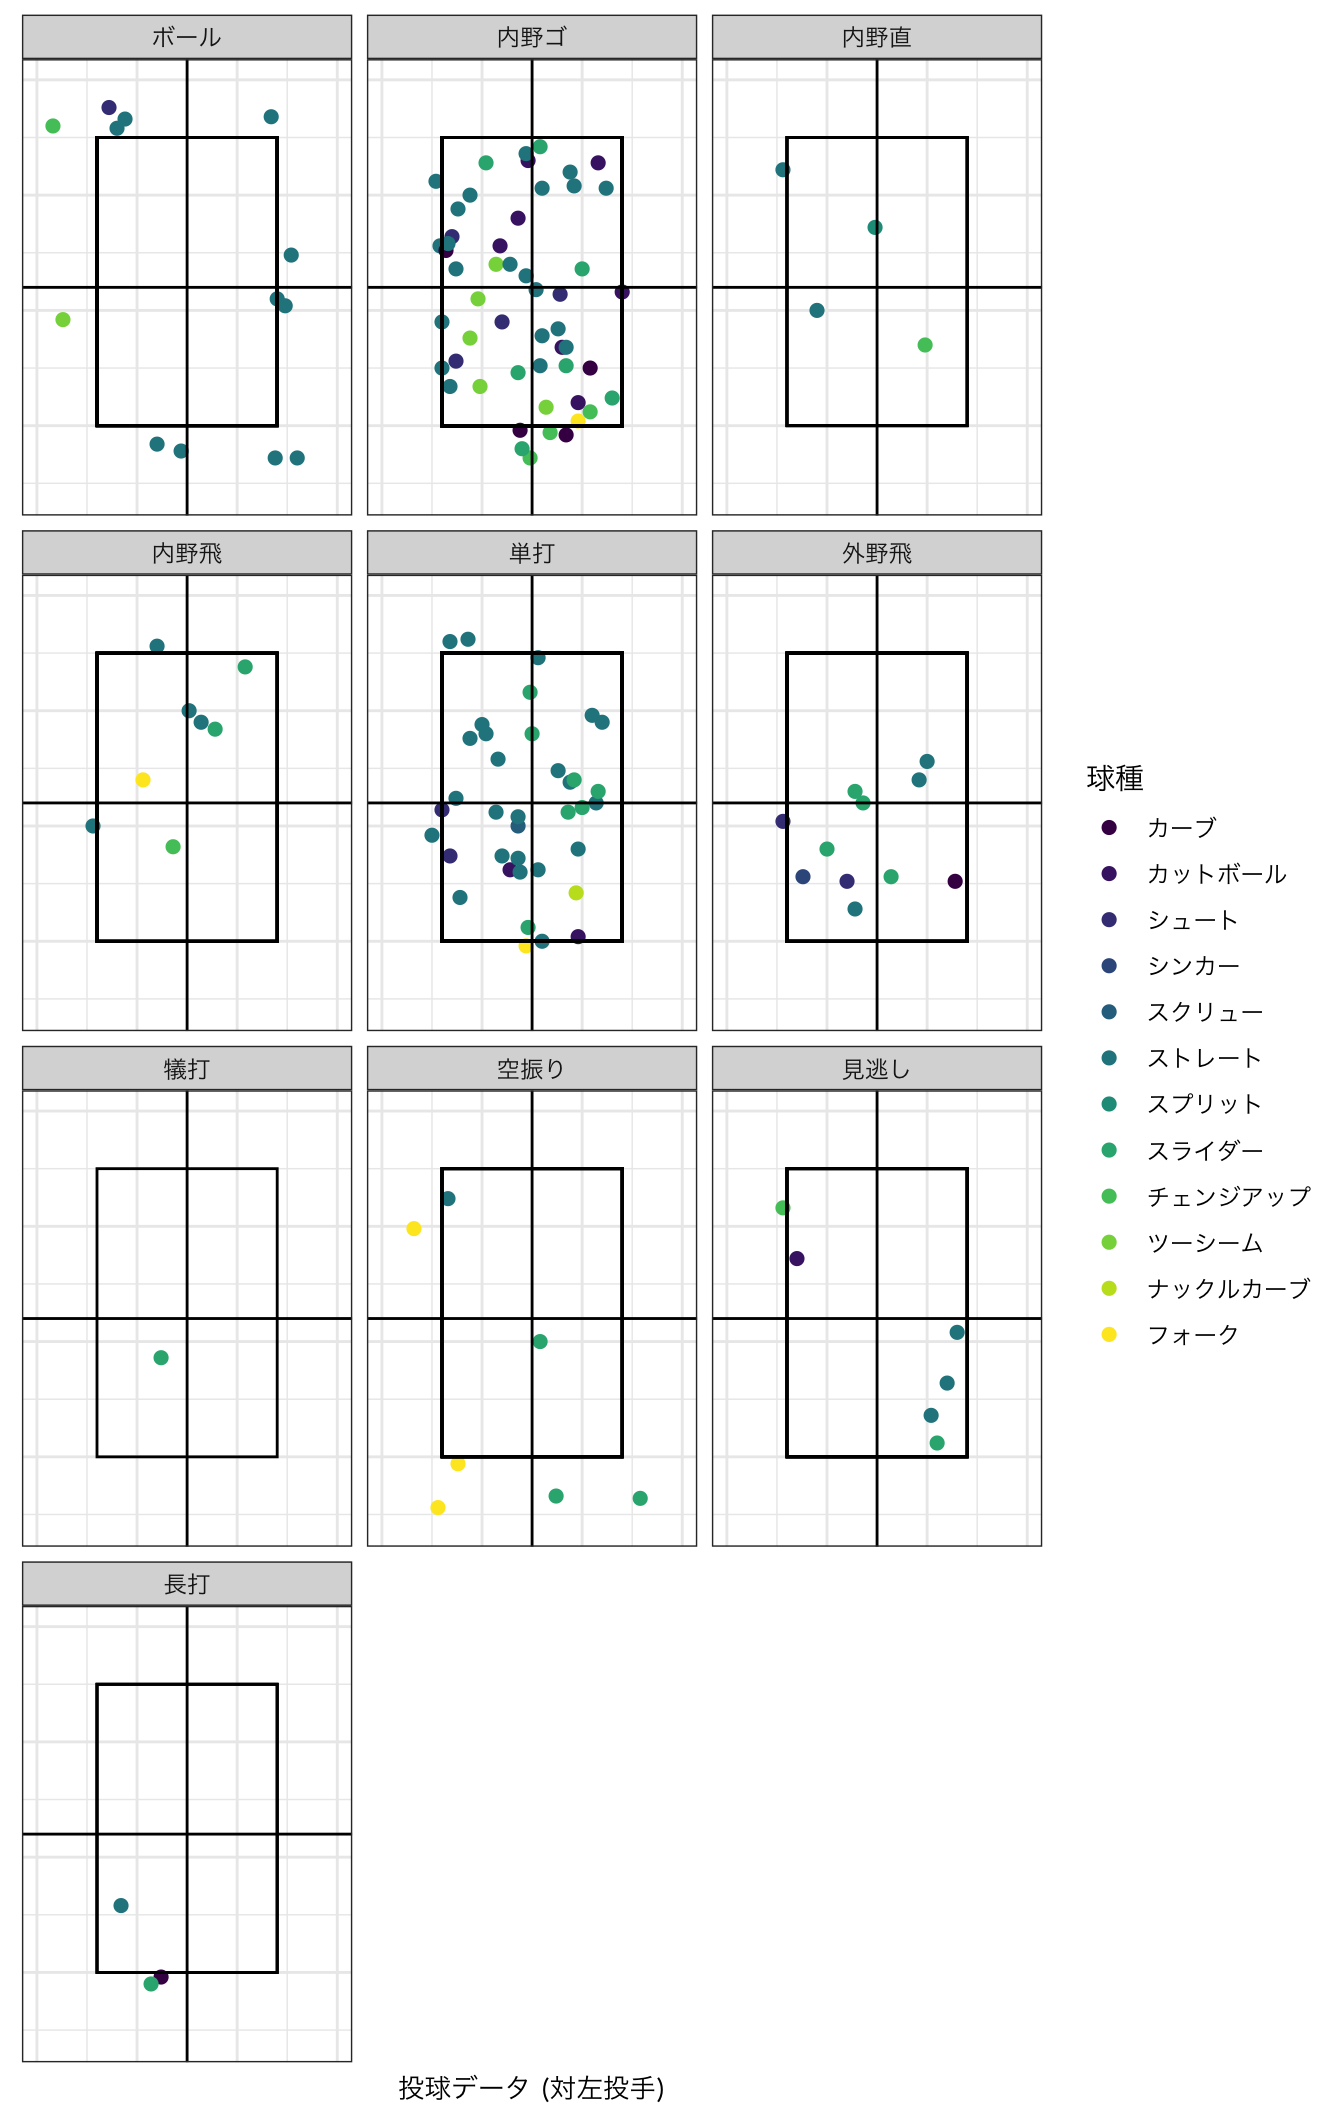 ボール
内野ゴ
内野直
内野飛
単打
外野飛
犠打
空振り
見逃し
長打
球種
カーブ
カットボール
シュート
シンカー
スクリュー
ストレート
スプリット
スライダー
チェンジアップ
ツーシーム
ナックルカーブ
フォーク
投球データ (対左投手)